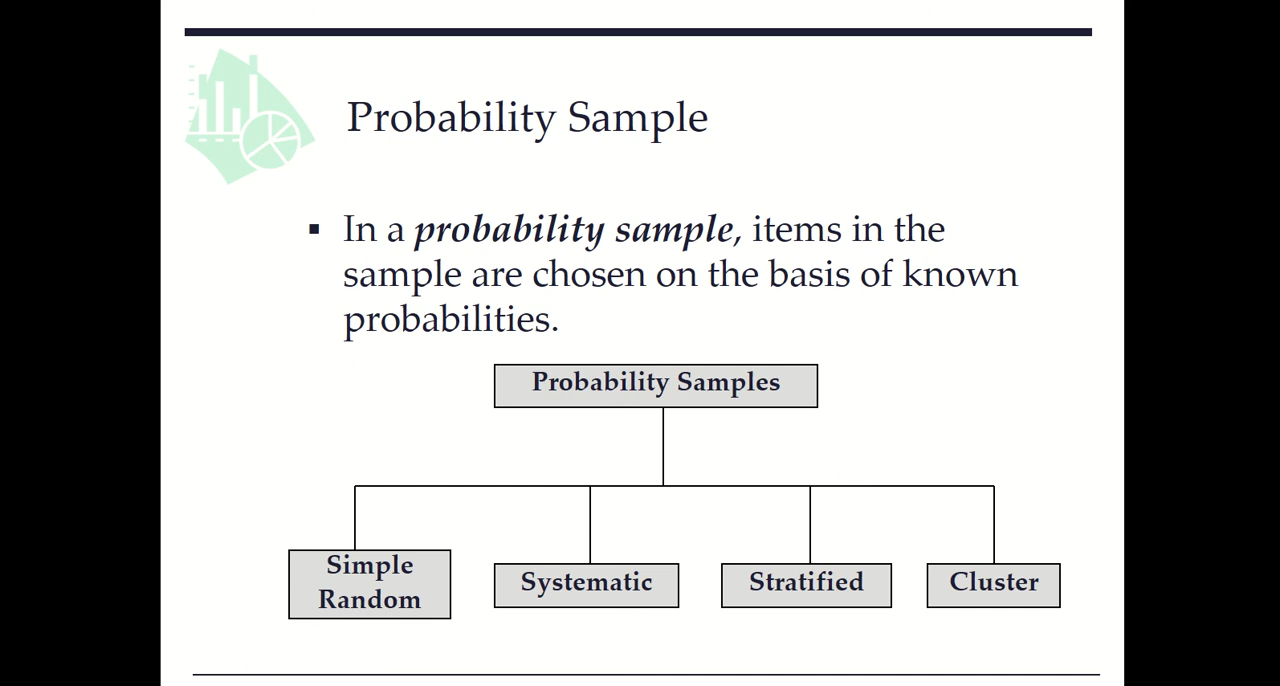 Probability Sample
▪ In a probability sample, items in the
sample are chosen on the basis of known
probabilities.
Probability Samples
Simple
Random
Systematic
Stratified
Cluster